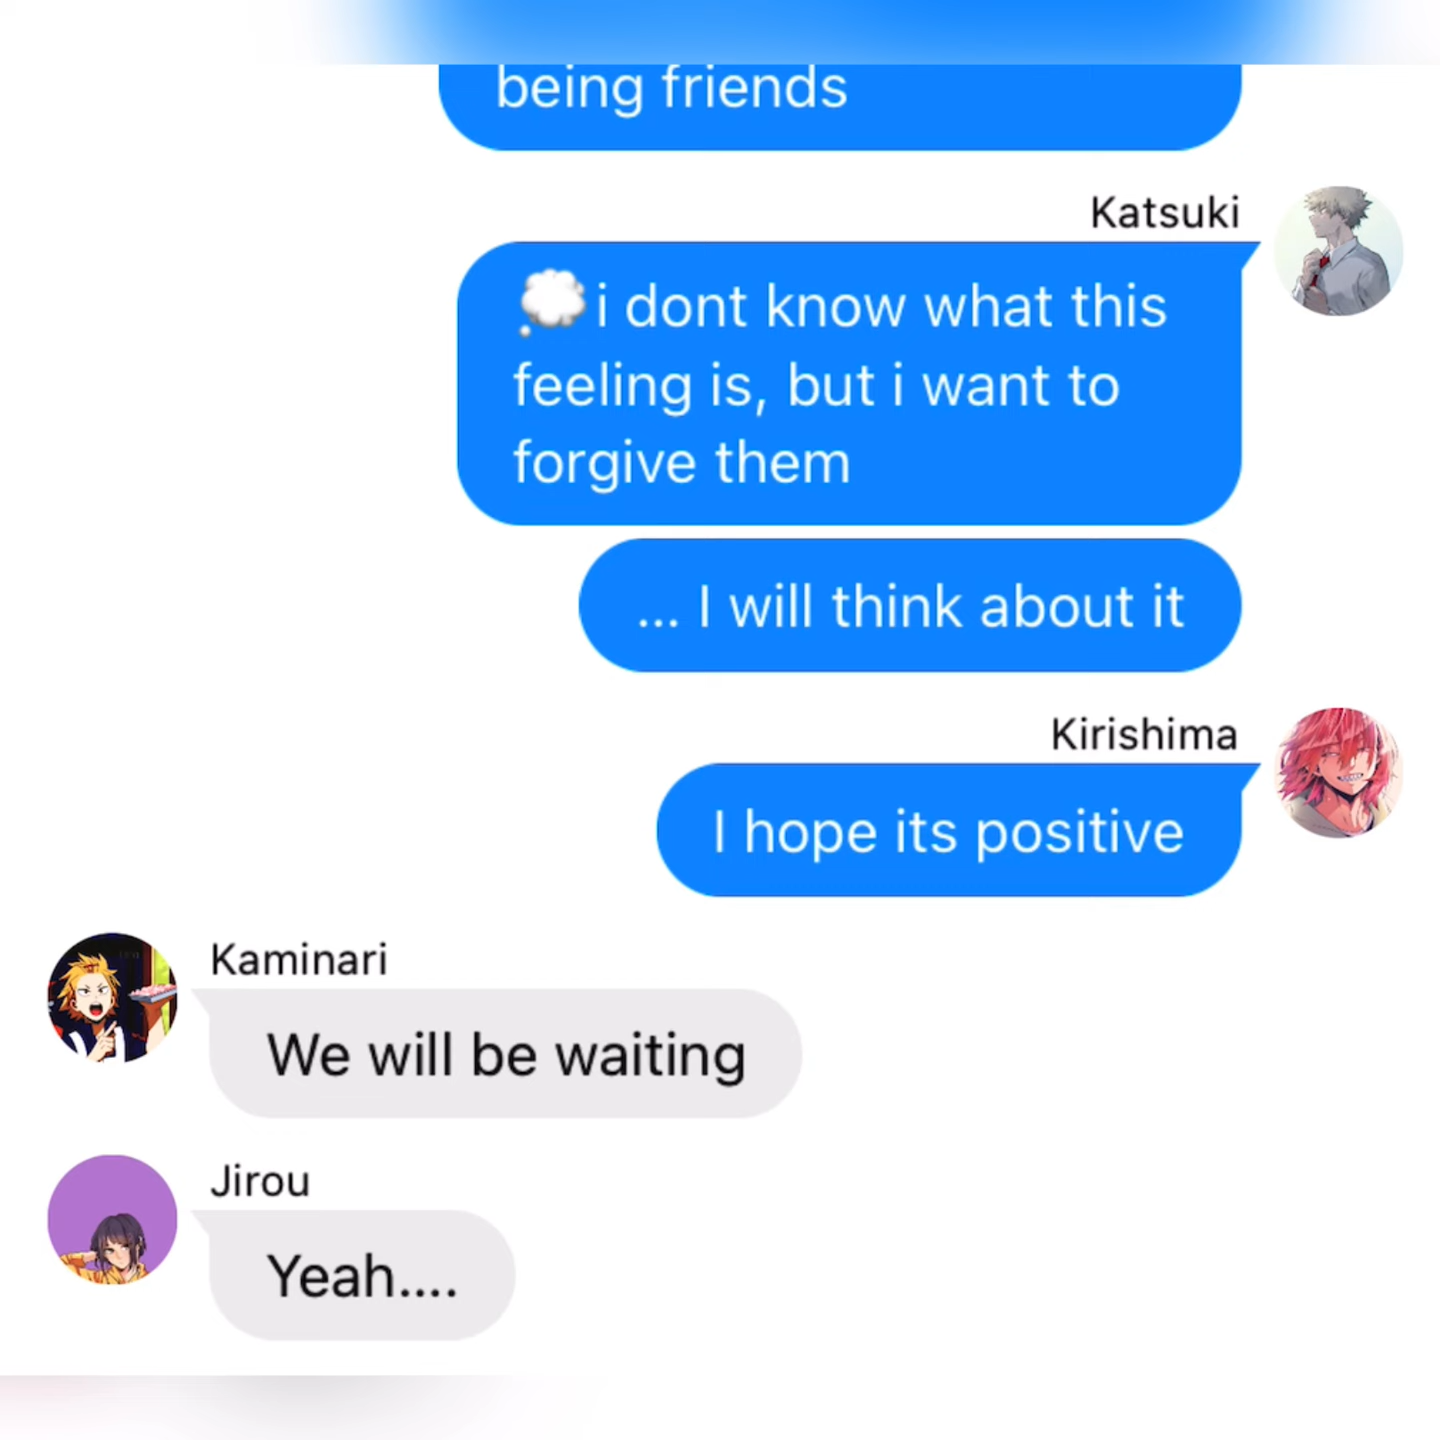 being friends
Katsuki
💭 i dont know what this
feeling is, but i want to
forgive them
... I will think about it
Kirishima
I hope its positive
Kaminari
We will be waiting
Jirou
Yeah....